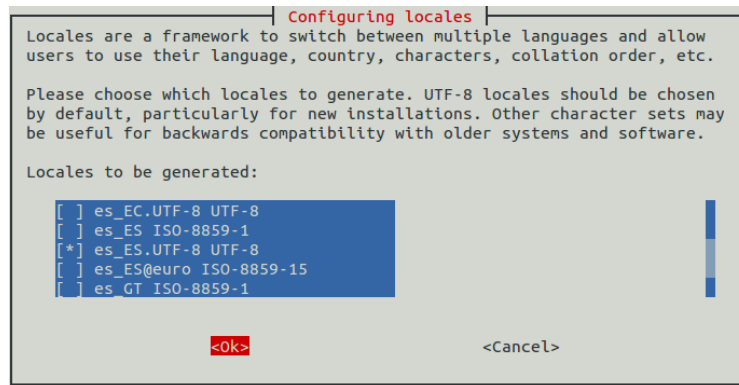 Configuring locales
Locales are a framework to switch between multiple languages and allow
users to use their language, country, characters, collation order, etc.
Please choose which locales to generate. UTF-8 locales should be chosen
by default, particularly for new installations. Other character sets may
be useful for backwards compatibility with older systems and software.
Locales to be generated:
[ ] es_EC.UTF-8 UTF-8
[ ] es_ES ISO-8859-1
[*] es_ES.UTF-8 UTF-8
[ ] es_ES@euro ISO-8859-15
[ ] es_GT ISO-8859-1
<Ok> <Cancel>